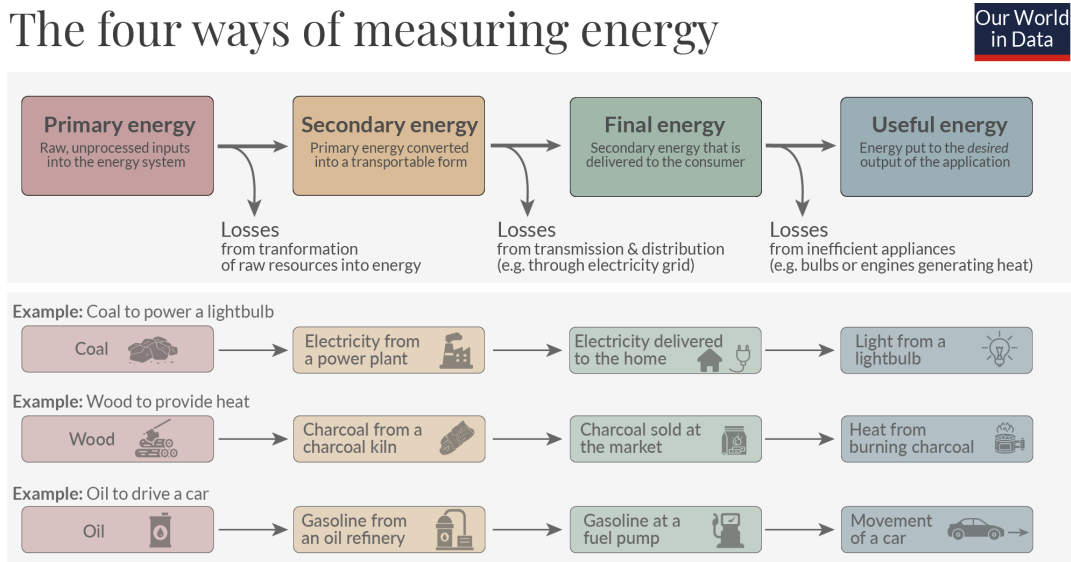 The four ways of measuring energy
Our World
in Data
Primary energy
Raw, unprocessed inputs
into the energy system
Secondary energy
Primary energy converted
into a transportable form
Final energy
Secondary energy that is
delivered to the consumer
Useful energy
Energy put to the desired
output of the application
Losses
from tranformation
of raw resources into energy
Losses
from transmission & distribution
(e.g. through electricity grid)
Losses
from inefficient appliances
(e.g. bulbs or engines generating heat)
Example: Coal to power a lightbulb
Coal
Electricity from
a power plant
Electricity delivered
to the home
Light from a
lightbulb
Example: Wood to provide heat
Wood
Charcoal from a
charcoal kiln
Charcoal sold at
the market
Heat from
burning charcoal
Example: Oil to drive a car
Oil
Gasoline from
an oil refinery
Gasoline at a
fuel pump
Movement
of a car